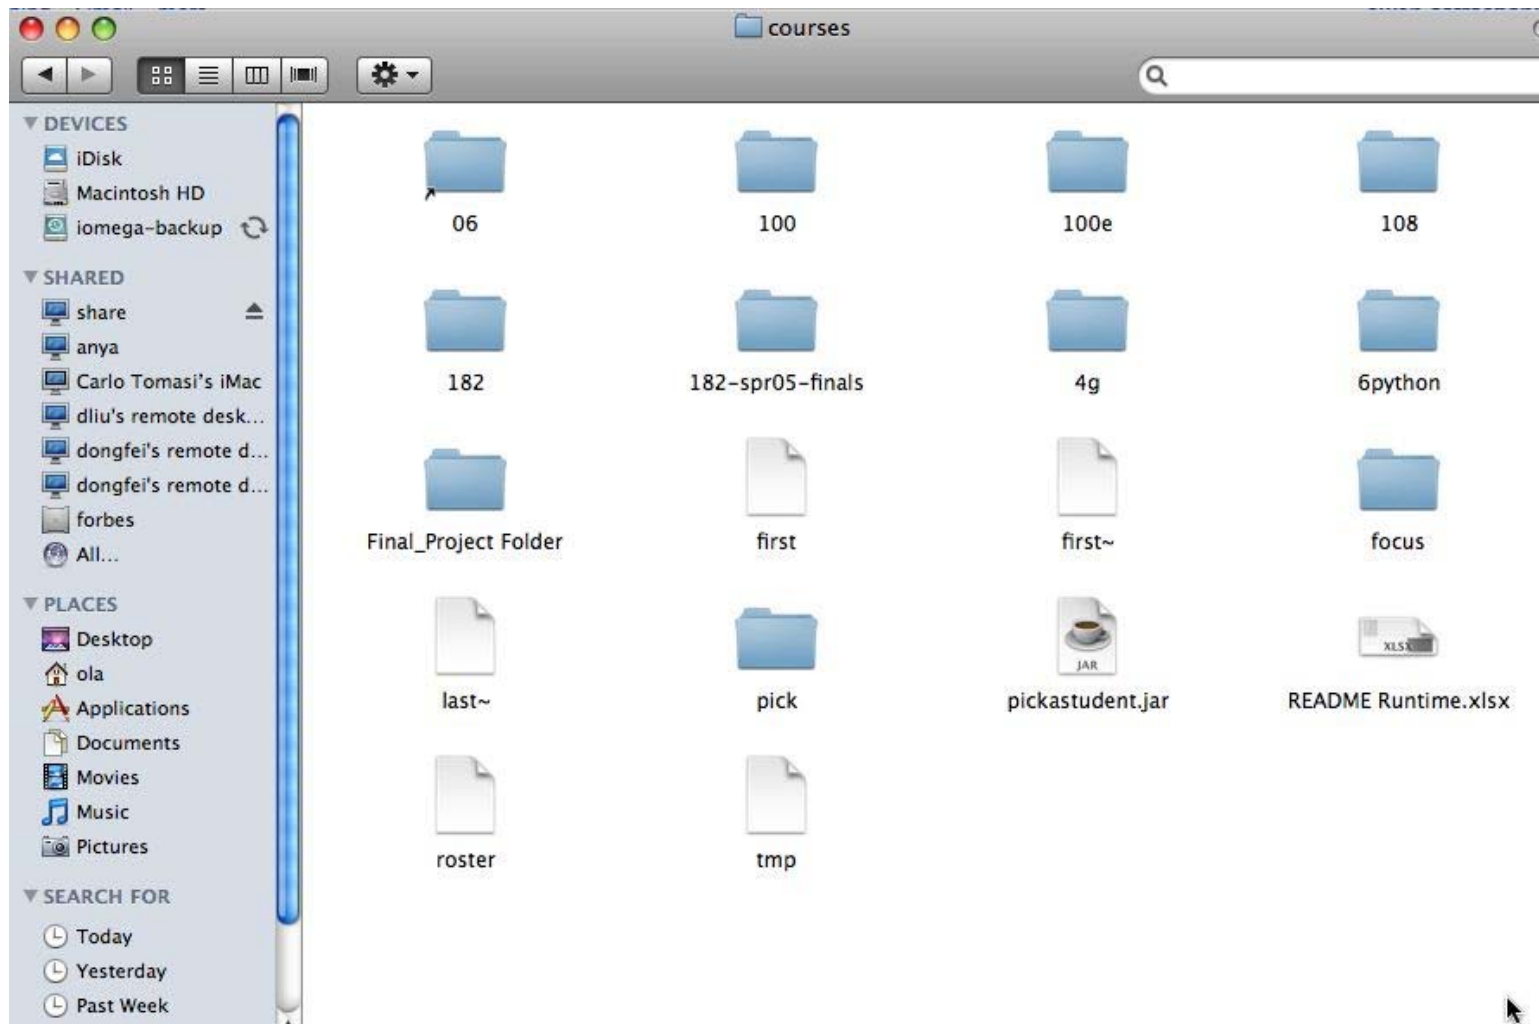 courses
DEVICES
iDisk
Macintosh HD
iomega-backup
SHARED
share
anya
Carlo Tomasi's iMac
dliu's remote desk...
dongfei's remote d...
dongfei's remote d...
forbes
All...
PLACES
Desktop
ola
Applications
Documents
Movies
Music
Pictures
SEARCH FOR
Today
Yesterday
Past Week
06 100 100e 108
182 182-spr05-finals 4g 6python
Final_Project Folder first first~ focus
JAR XLSX
last~ pick pickastudent.jar README Runtime.xlsx
roster tmp